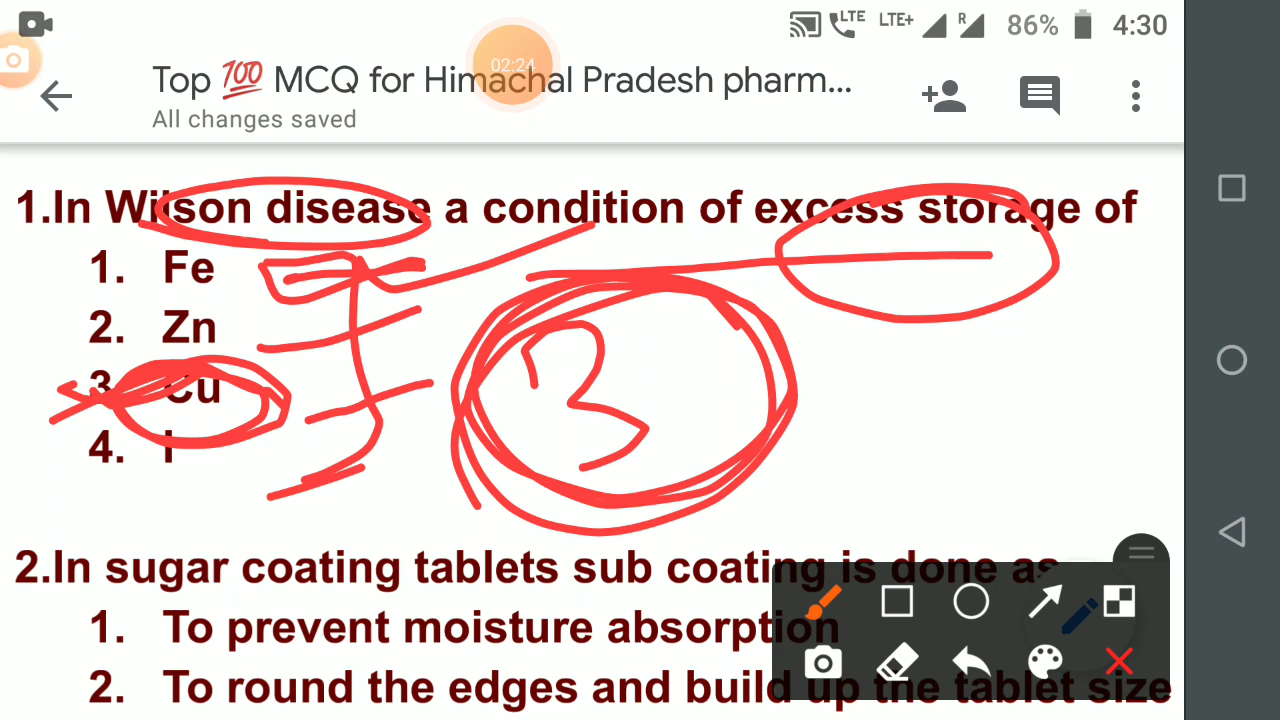 LTE LTE+ R 86% 4:30
02:24
Top 💯 MCQ for Himachal Pradesh pharm...
All changes saved
1.In Wilson disease a condition of excess storage of
1. Fe
2. Zn
3. Cu
4. I
3
2.In sugar coating tablets sub coating is done as
1. To prevent moisture absorption
2. To round the edges and build up the tablet size